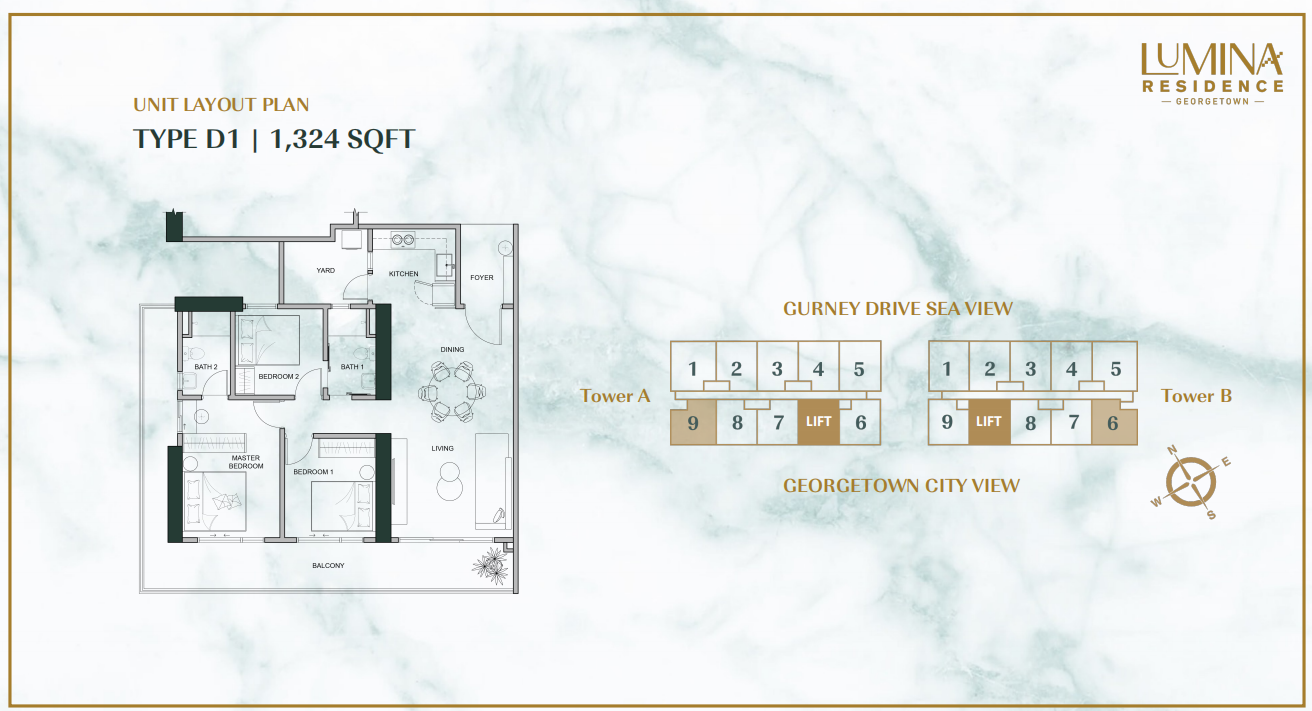 LUMINA
RESIDENCE
GEORGETOWN
UNIT LAYOUT PLAN
TYPE D1 | 1,324 SQFT
YARD
KITCHEN
FOYER
DINING
BATH 2
BEDROOM 2
BATH 1
LIVING
MASTER
BEDROOM
BEDROOM 1
BALCONY
GURNEY DRIVE SEA VIEW
Tower A
1 2 3 4 5
9 8 7 LIFT 6
1 2 3 4 5
9 LIFT 8 7 6
Tower B
GEORGETOWN CITY VIEW
N
E
W
S